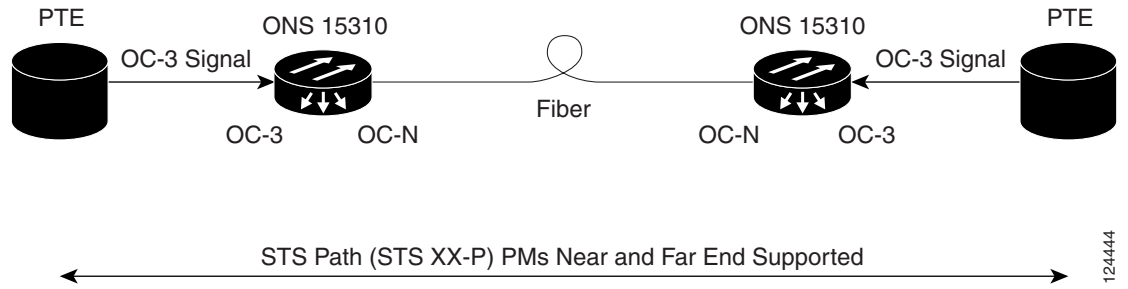 PTE
ONS 15310
ONS 15310
PTE
OC-3 Signal
OC-3 Signal
Fiber
OC-3
OC-N
OC-N
OC-3
STS Path (STS XX-P) PMs Near and Far End Supported
124444